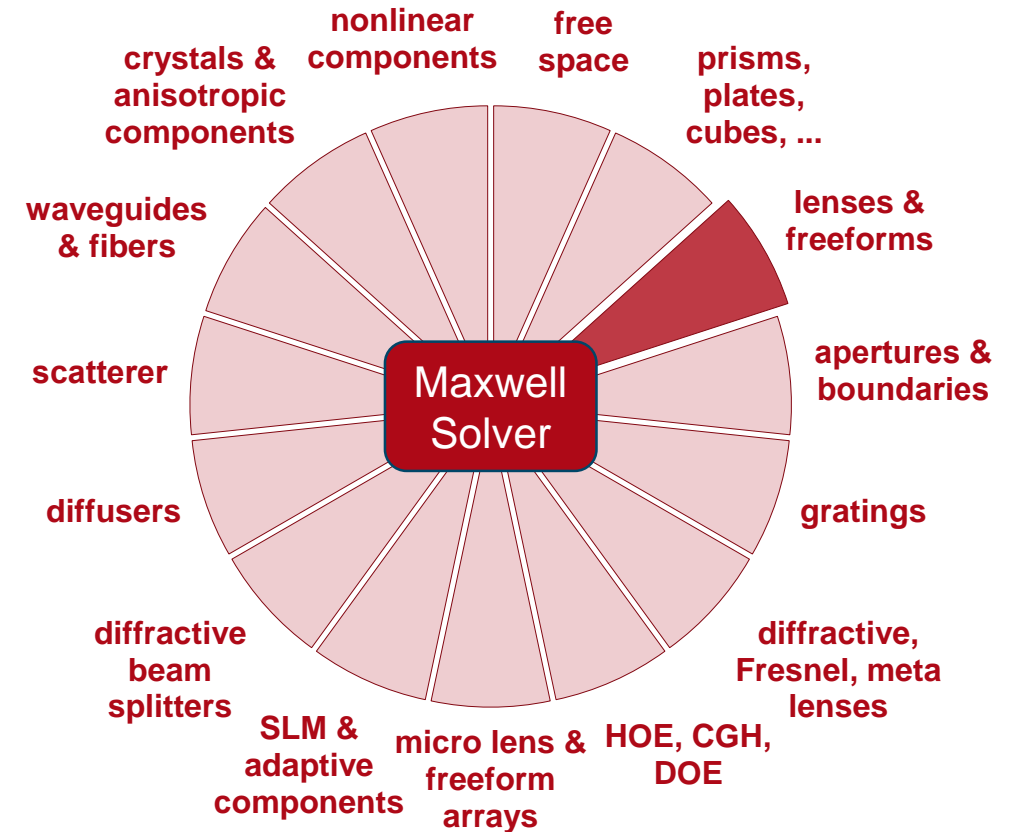 nonlinear
components
free
space
prisms,
plates,
cubes, ...
lenses &
freeforms
apertures &
boundaries
gratings
diffractive,
Fresnel, meta
lenses
HOE, CGH,
DOE
micro lens &
freeform
arrays
SLM &
adaptive
components
diffractive
beam
splitters
diffusers
scatterer
waveguides
& fibers
crystals &
anisotropic
components
Maxwell
Solver